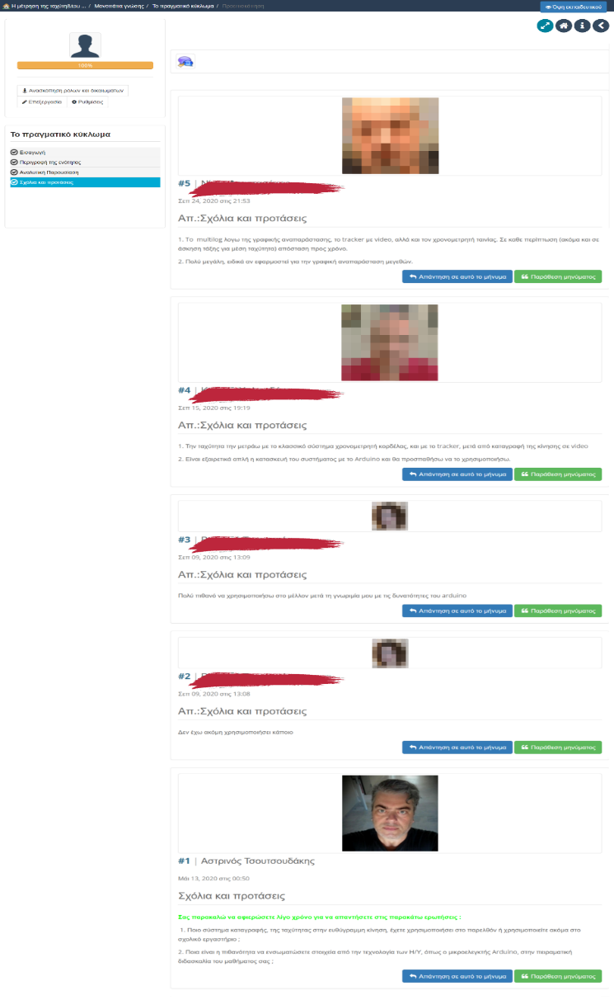 Η μέτρηση της ταχύτηθίου ... / Μονοπάτια γνώσης / Το πραγματικό κύκλωμα / Προεπισκόπηση
Όψη εκπαιδευτικού
100%
Ανασκόπηση ρόλων και δικαιωμάτων
Επεξεργασία
Ρυθμίσεις
Το πραγματικό κύκλωμα
Εισαγωγή
Περιγραφή της ενότητας
Αναλυτική Παρουσίαση
Σχόλια και προτάσεις
#5 |
Σεπ 24, 2020 στις 21:53
Απ.:Σχόλια και προτάσεις
1. Το multilog λογω της γραφικής αναπαράστασης, το tracker με video, αλλά και τον χρονομετρητή ταινίας. Σε καθε περίπτωση (ακόμα και σε
άσκηση τάξης για μέση ταχύτητα) απόσταση προς χρόνο.
2. Πολύ μεγάλη, ειδικά αν εφαρμοστεί για την γραφική αναπαράσταση μεγεθών.
Απάντηση σε αυτό το μήνυμα
Παράθεση μηνύματος
#4 |
Σεπ 15, 2020 στις 19:19
Απ.:Σχόλια και προτάσεις
1. Την ταχύτητα την μετράω με το κλασσικό σύστημα χρονομετρητή κορδέλας, και με το tracker, μετά από καταγραφή της κίνησης σε video
2. Είναι εξαιρετικά απλή η κατασκευή του συστήματος με το Arduino και θα προσπαθήσω να το χρησιμοποιήσω.
Απάντηση σε αυτό το μήνυμα
Παράθεση μηνύματος
#3 |
Σεπ 09, 2020 στις 13:09
Απ.:Σχόλια και προτάσεις
Πολύ πιθανό να χρησιμοποιήσω στο μέλλον μετά τη γνωριμία μου με τις δυνατότητες του arduino
Απάντηση σε αυτό το μήνυμα
Παράθεση μηνύματος
#2 |
Σεπ 09, 2020 στις 13:08
Απ.:Σχόλια και προτάσεις
Δεν έχω ακόμη χρησιμοποιήσει κάποιο
Απάντηση σε αυτό το μήνυμα
Παράθεση μηνύματος
#1 | Αστρινός Τσουτσουδάκης
Μάι 13, 2020 στις 00:50
Σχόλια και προτάσεις
Σας παρακαλώ να αφιερώσετε λίγο χρόνο για να απαντήσετε στις παρακάτω ερωτήσεις :
1. Ποιο σύστημα καταγραφής, της ταχύτητας στην ευθύγραμμη κίνηση, έχετε χρησιμοποιήσει στο παρελθόν ή χρησιμοποιείτε ακόμα στο
σχολικό εργαστήριο ;
2. Ποια είναι η πιθανότητα να ενσωματώσετε στοιχεία από την τεχνολογία των Η/Υ, όπως ο μικροελεγκτής Arduino, στην πειραματική
διδασκαλία του μαθήματος σας ;
Απάντηση σε αυτό το μήνυμα
Παράθεση μηνύματος